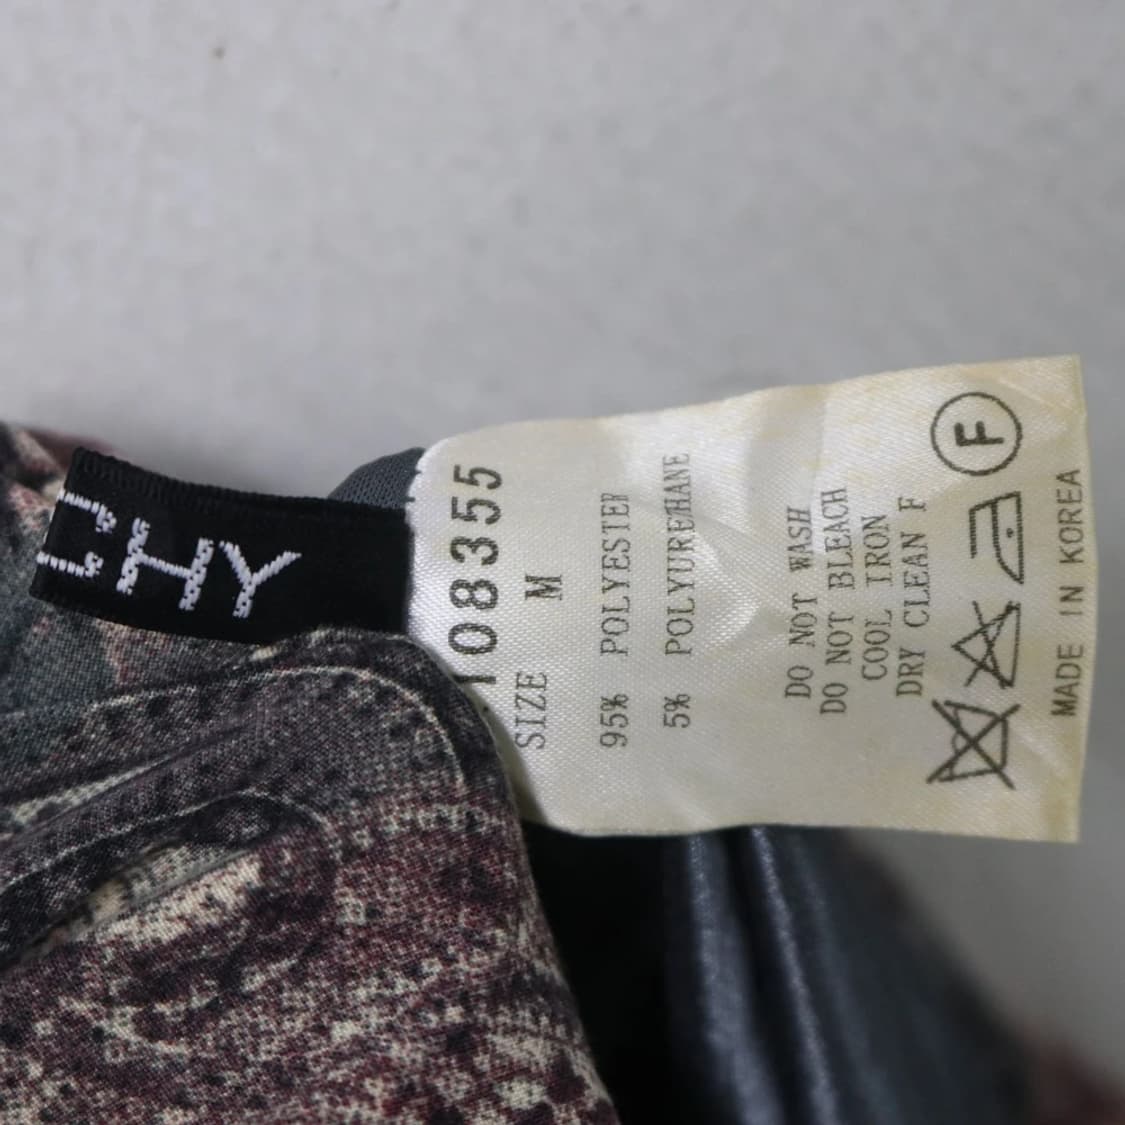 CHY
108355
SIZE M
95% POLYESTER
5% POLYURETHANE
DO NOT WASH
DO NOT BLEACH
COOL IRON
DRY CLEAN F
F
MADE IN KOREA